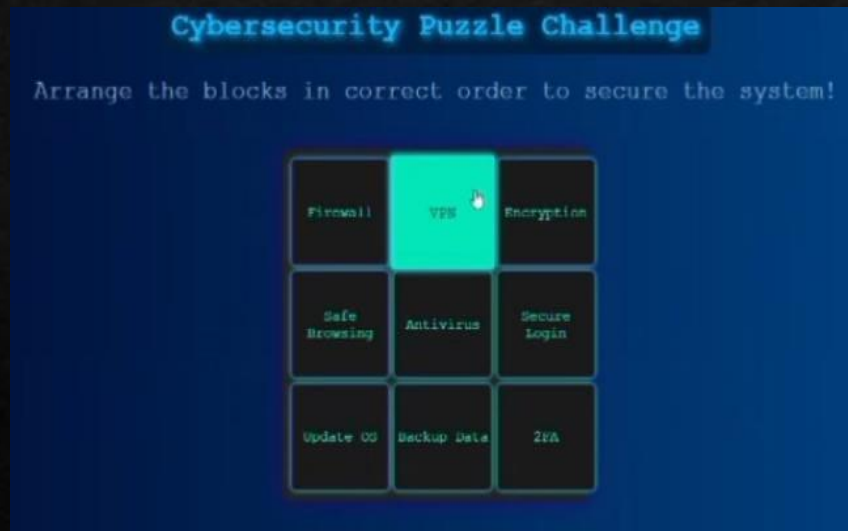 Cybersecurity Puzzle Challenge
Arrange the blocks in correct order to secure the system!
Firewall
VPN
Encryption
Safe
Browsing
Antivirus
Secure
Login
Update OS
Backup Data
2FA